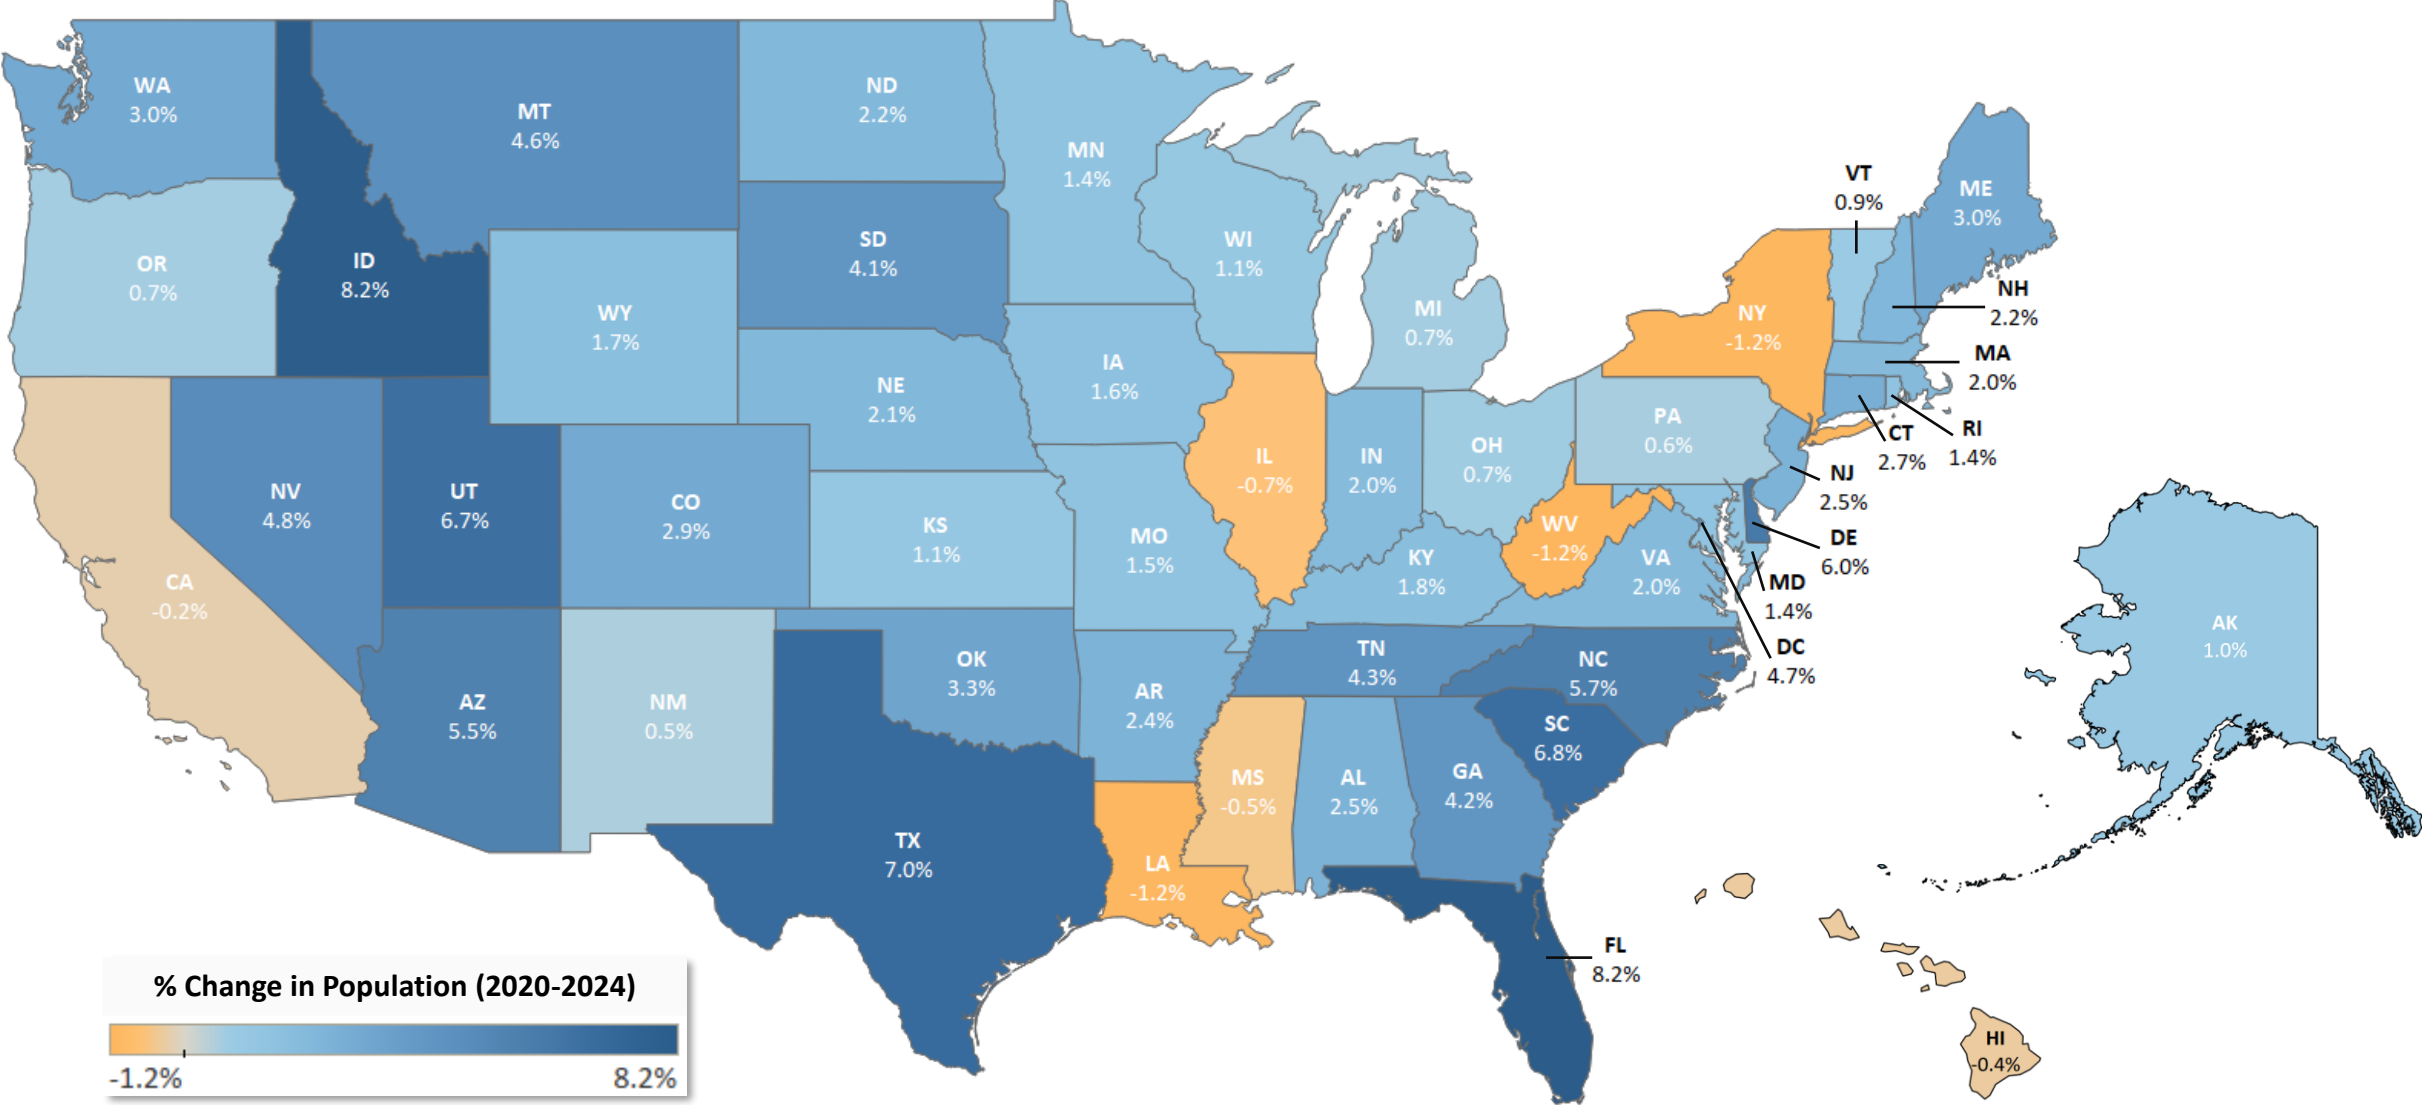 WA
3.0%
MT
4.6%
ND
2.2%
MN
1.4%
VT
0.9%
ME
3.0%
OR
0.7%
ID
8.2%
WY
1.7%
SD
4.1%
WI
1.1%
MI
0.7%
NY
-1.2%
NH
2.2%
MA
2.0%
NE
2.1%
IA
1.6%
PA
0.6%
CT
2.7%
RI
1.4%
NV
4.8%
UT
6.7%
CO
2.9%
KS
1.1%
MO
1.5%
IL
-0.7%
IN
2.0%
OH
0.7%
NJ
2.5%
WV
-1.2%
DE
6.0%
CA
-0.2%
KY
1.8%
VA
2.0%
MD
1.4%
DC
4.7%
AK
1.0%
AZ
5.5%
NM
0.5%
OK
3.3%
AR
2.4%
TN
4.3%
NC
5.7%
SC
6.8%
TX
7.0%
LA
-1.2%
MS
-0.5%
AL
2.5%
GA
4.2%
FL
8.2%
HI
-0.4%
% Change in Population (2020-2024)
-1.2%
8.2%